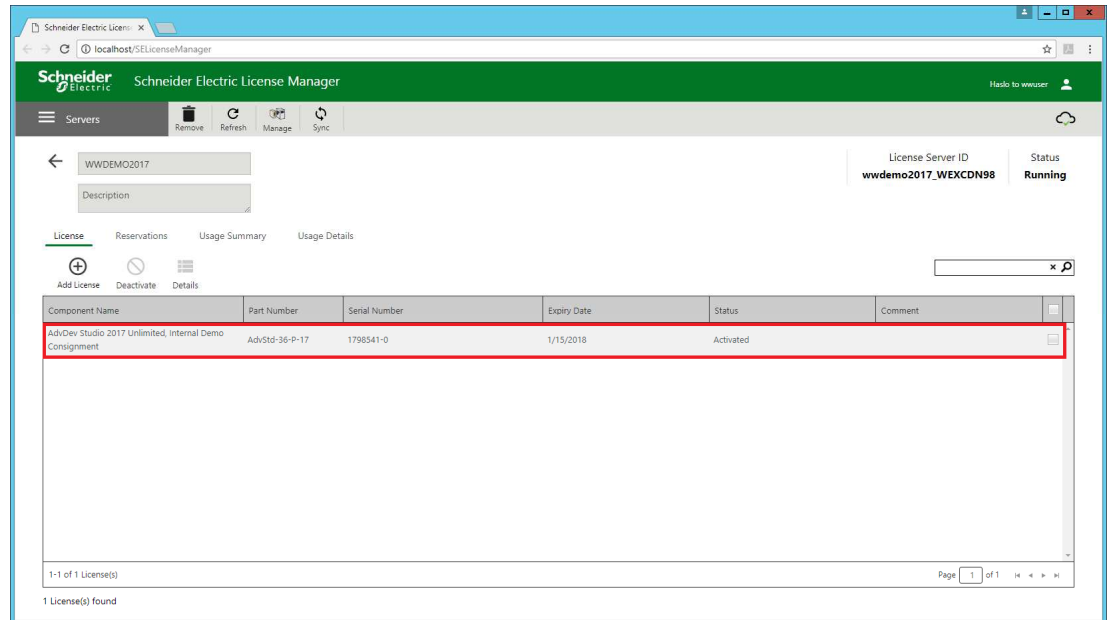 Schneider Electric Licens
localhost/SELicenseManager
Schneider Electric
Schneider Electric License Manager
Haslo to wwuser
Servers
Remove
Refresh
Manage
Sync
WWDEMO2017
License Server ID
Status
wwdemo2017_WEXCDN98
Running
Description
License
Reservations
Usage Summary
Usage Details
Add License
Deactivate
Details
Component Name
Part Number
Serial Number
Expiry Date
Status
Comment
AdvDev Studio 2017 Unlimited, Internal Demo
Consignment
AdvStd-36-P-17
1798541-0
1/15/2018
Activated
1-1 of 1 License(s)
Page 1 of 1
1 License(s) found